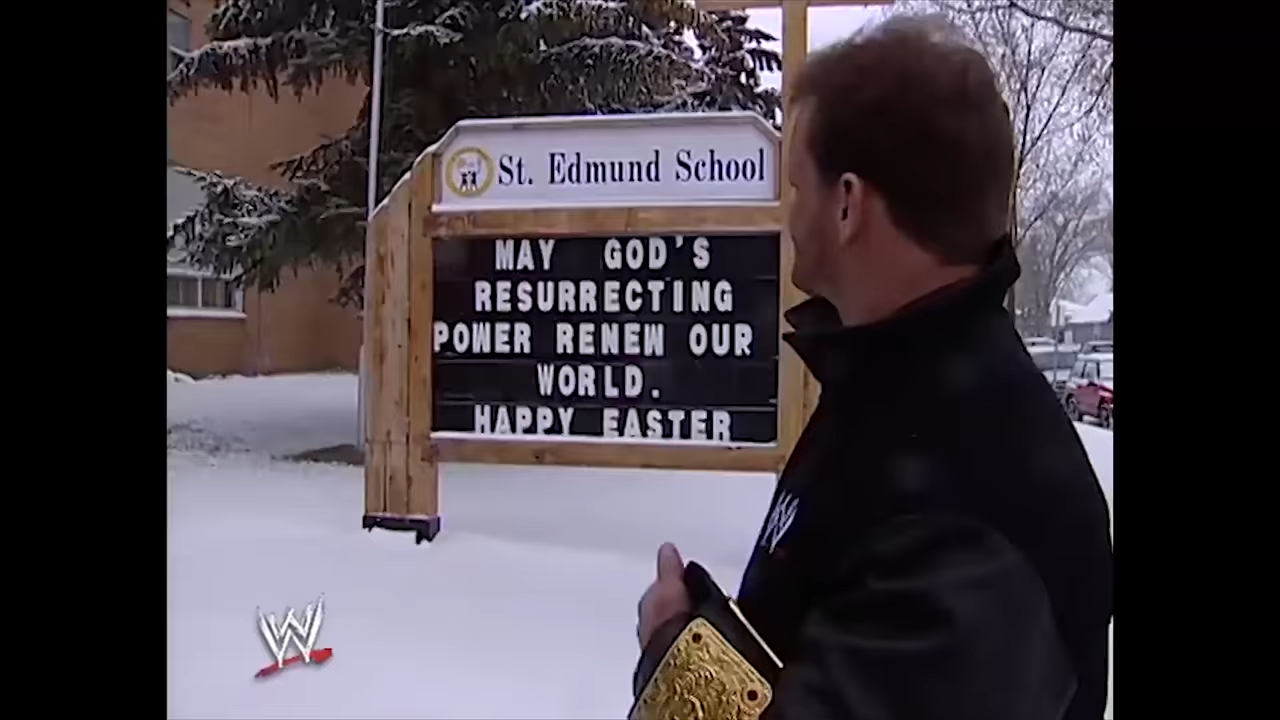 St. Edmund School
MAY GOD'S
RESURRECTING
POWER RENEW OUR
WORLD.
HAPPY EASTER
W